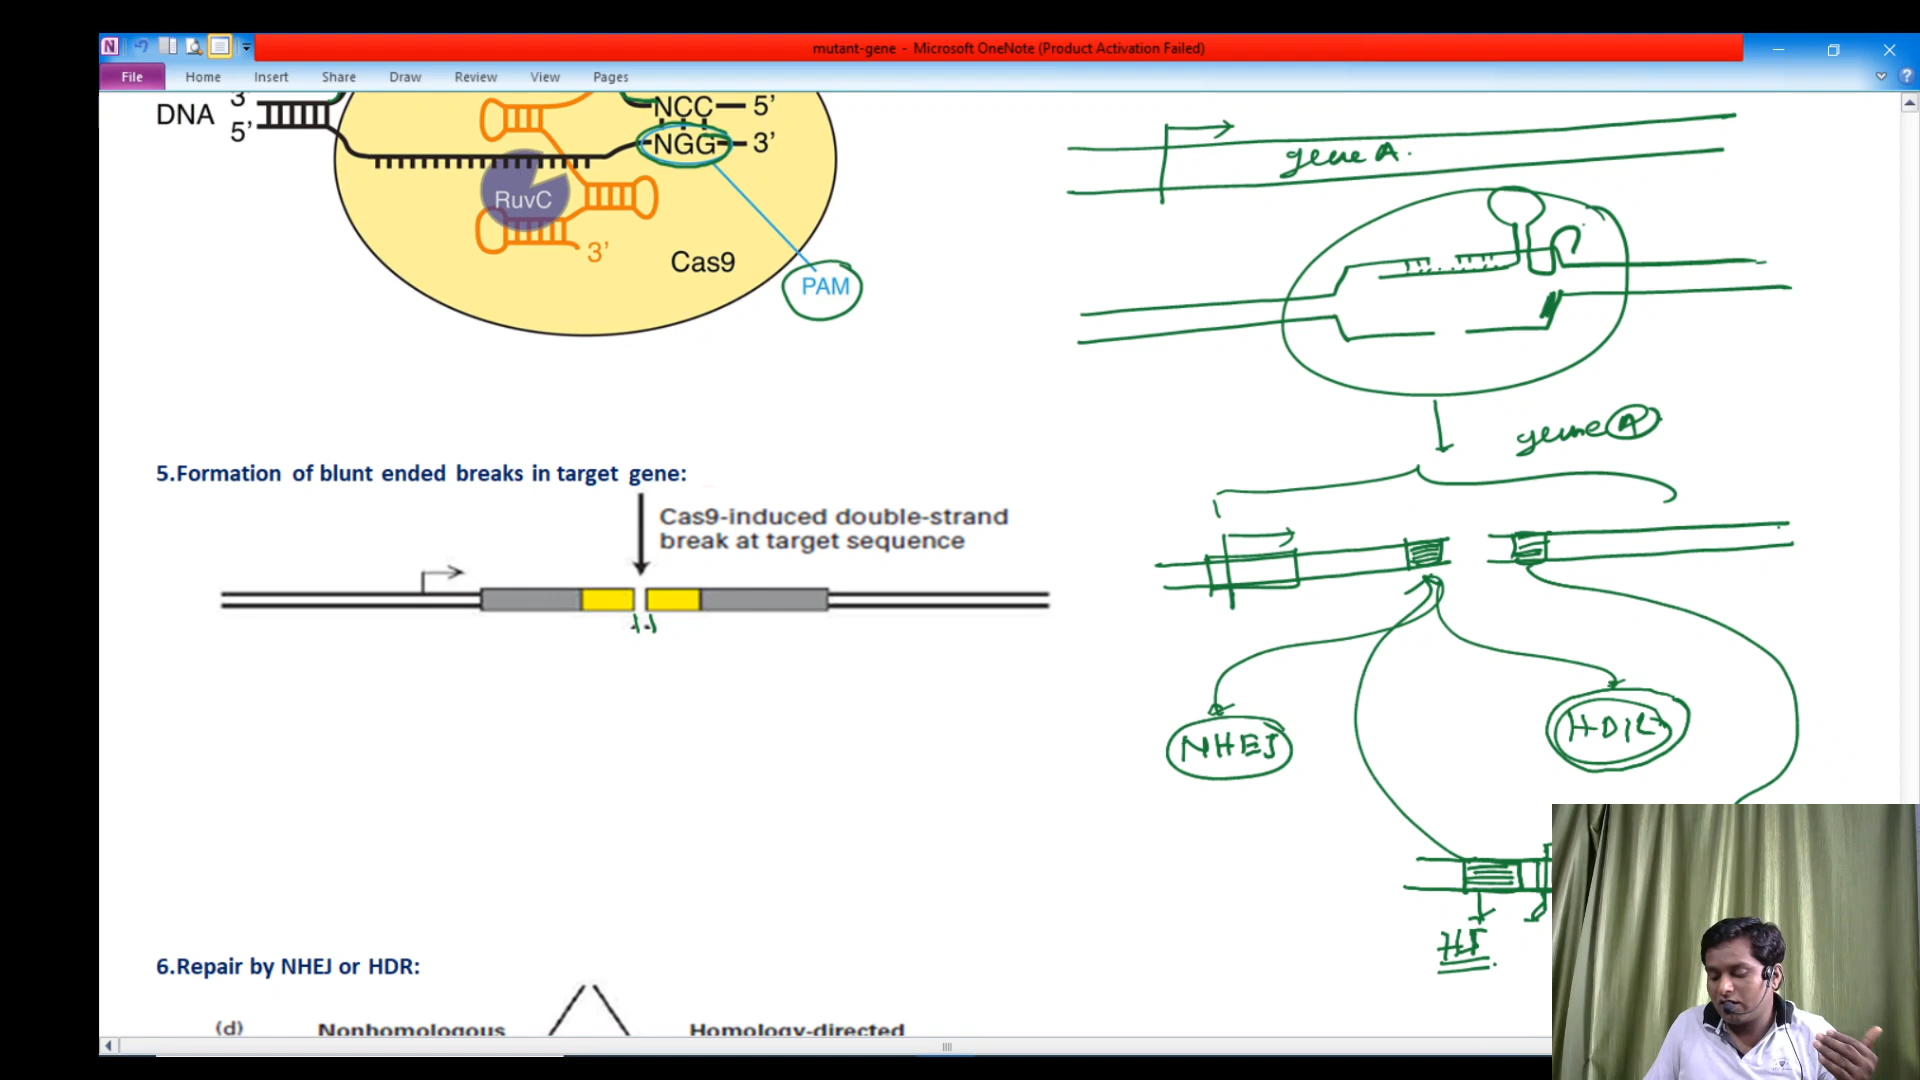 mutant-gene - Microsoft OneNote (Product Activation Failed)
File Home Insert Share Draw Review View Pages
DNA
3'
5'
NCC 5'
NGG 3'
RuvC
3'
Cas9
PAM
gene A.
gene A
5.Formation of blunt ended breaks in target gene:
Cas9-induced double-strand
break at target sequence
NHEJ
HDR
6.Repair by NHEJ or HDR:
(d) Nonhomologous Homology-directed